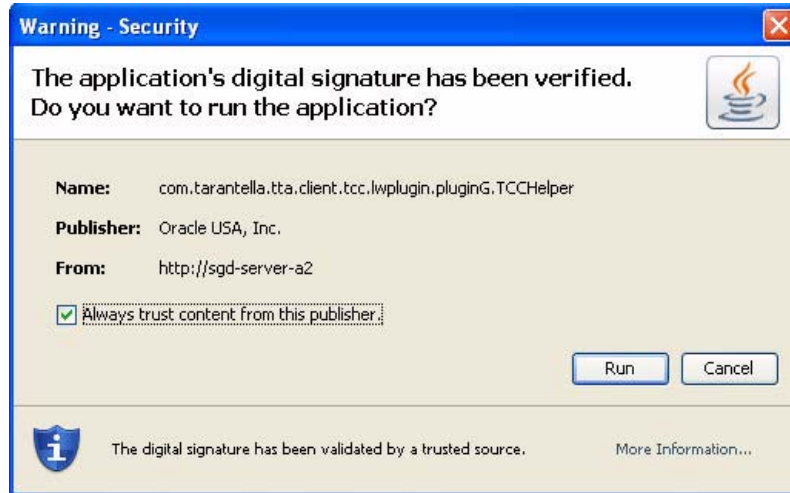 Warning - Security
The application's digital signature has been verified.
Do you want to run the application?
Name: com.tarantella.tta.client.tcc.lwplugin.pluginG.TCCHelper
Publisher: Oracle USA, Inc.
From: http://sgd-server-a2
Always trust content from this publisher.
Run Cancel
The digital signature has been validated by a trusted source. More Information...